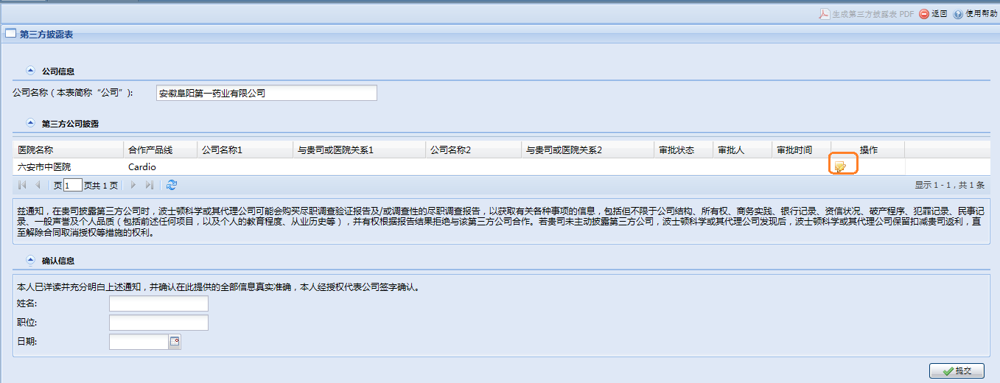 生成第三方披露表 PDF 返回 使用帮助
第三方披露表
公司信息
公司名称(本表简称“公司”): 安徽阜阳第一药业有限公司
第三方公司披露
医院名称 合作产品线 公司名称1 与贵司或医院关系1 公司名称2 与贵司或医院关系2 审批状态 审批人 审批时间 操作
六安市中医院 Cardio
页 1 页共 1 页 显示 1 - 1，共 1 条
兹通知，在贵司披露第三方公司时，波士顿科学或其代理公司可能会购买尽职调查验证报告及/或调查性的尽职调查报告，以获取有关各种事项的信息，包括但不限于公司结构、所有权、商务实践、银行记录、资信状况、破产程序、犯罪记录、民事记
录、一般声誉及个人品质（包括前述任何项目，以及个人的教育程度、从业历史等），并有权根据报告结果拒绝与该第三方公司合作。若贵司未主动披露第三方公司，波士顿科学或其代理公司发现后，波士顿科学或其代理公司保留扣减贵司返利，直
至解除合同取消授权等措施的权利。
确认信息
本人已详读并充分明白上述通知，并确认在此提供的全部信息真实准确，本人经授权代表公司签字确认。
姓名:
职位:
日期:
提交